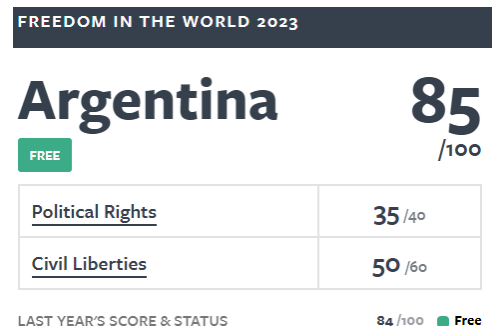 FREEDOM IN THE WORLD 2023
Argentina 85
/100
FREE
Political Rights 35 /40
Civil Liberties 50 /60
LAST YEAR'S SCORE & STATUS 84 /100 Free